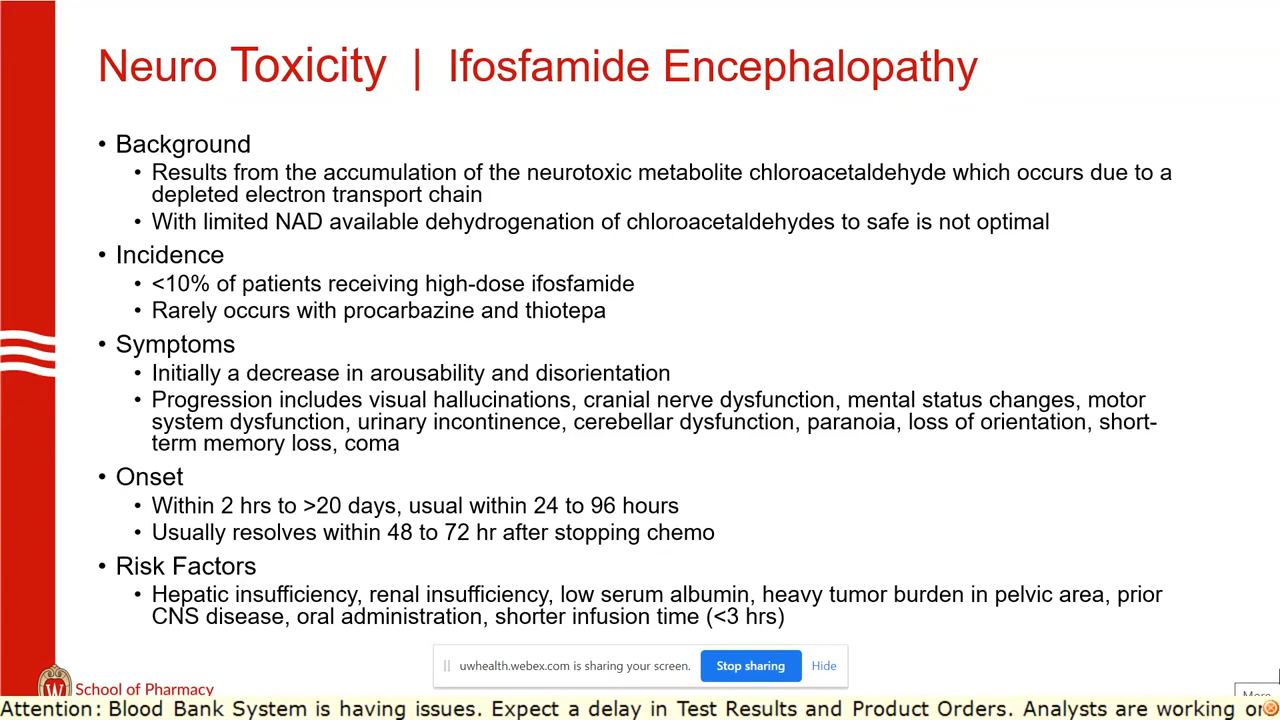 Neuro Toxicity | Ifosfamide Encephalopathy
• Background
• Results from the accumulation of the neurotoxic metabolite chloroacetaldehyde which occurs due to a
depleted electron transport chain
• With limited NAD available dehydrogenation of chloroacetaldehydes to safe is not optimal
• Incidence
• <10% of patients receiving high-dose ifosfamide
• Rarely occurs with procarbazine and thiotepa
• Symptoms
• Initially a decrease in arousability and disorientation
• Progression includes visual hallucinations, cranial nerve dysfunction, mental status changes, motor
system dysfunction, urinary incontinence, cerebellar dysfunction, paranoia, loss of orientation, short-
term memory loss, coma
• Onset
• Within 2 hrs to >20 days, usual within 24 to 96 hours
• Usually resolves within 48 to 72 hr after stopping chemo
• Risk Factors
• Hepatic insufficiency, renal insufficiency, low serum albumin, heavy tumor burden in pelvic area, prior
CNS disease, oral administration, shorter infusion time (<3 hrs)
uwhealth.webex.com is sharing your screen. Stop sharing Hide
W School of Pharmacy
Attention: Blood Bank System is having issues. Expect a delay in Test Results and Product Orders. Analysts are working